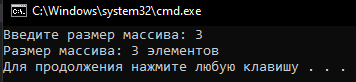 C:\Windows\system32\cmd.exe
Введите размер массива: 3
Размер массива: 3 элементов
Для продолжения нажмите любую клавишу . . .